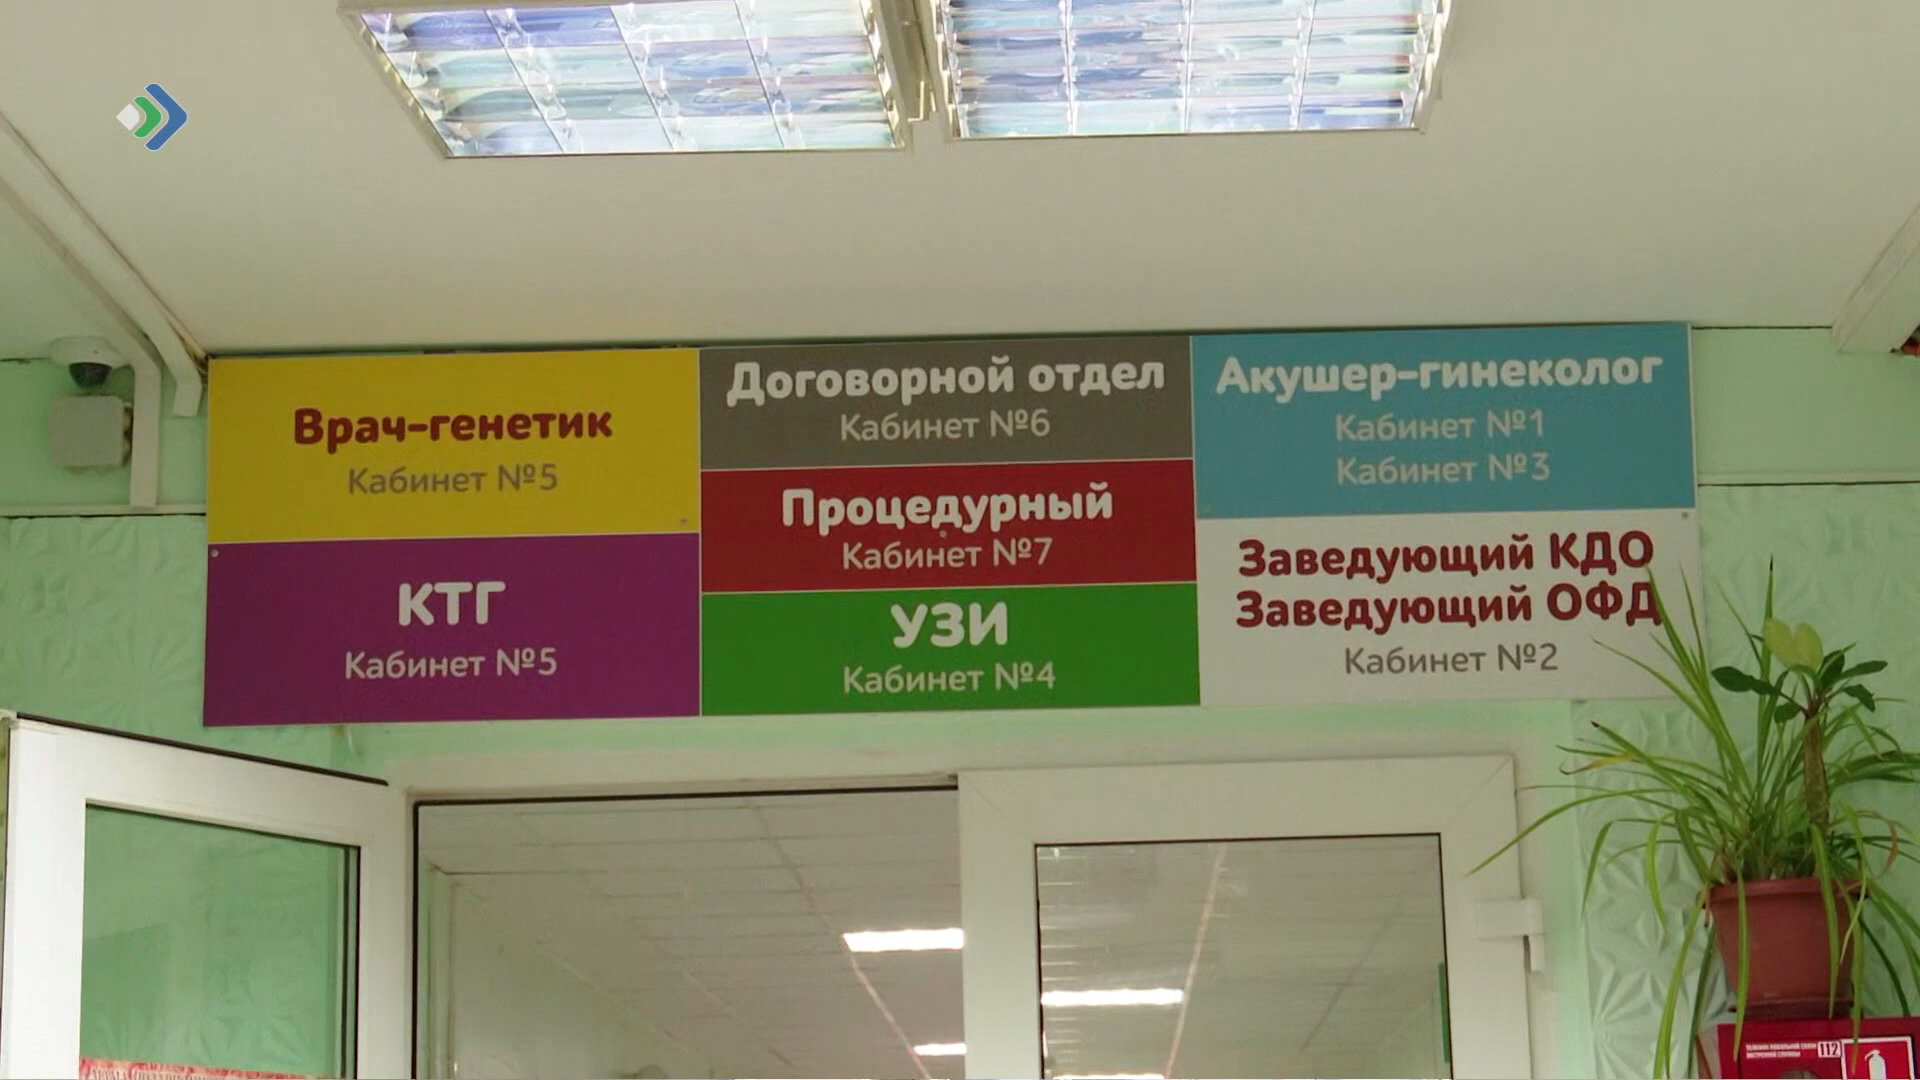 Врач-генетик
Кабинет №5
КТГ
Кабинет №5
Договорной отдел
Кабинет №6
Процедурный
Кабинет №7
УЗИ
Кабинет №4
Акушер-гинеколог
Кабинет №1
Кабинет №3
Заведующий КДО
Заведующий ОФД
Кабинет №2
112